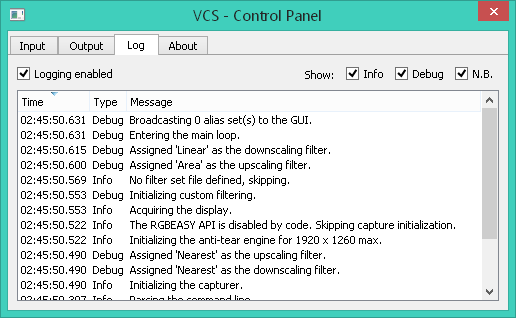 VCS - Control Panel
Input Output Log About
Logging enabled Show: Info Debug N.B.
Time Type Message
02:45:50.631 Debug Broadcasting 0 alias set(s) to the GUI.
02:45:50.631 Debug Entering the main loop.
02:45:50.615 Debug Assigned 'Linear' as the downscaling filter.
02:45:50.600 Debug Assigned 'Area' as the upscaling filter.
02:45:50.569 Info No filter set file defined, skipping.
02:45:50.553 Debug Initializing custom filtering.
02:45:50.553 Info Acquiring the display.
02:45:50.522 Info The RGBEASY API is disabled by code. Skipping capture initialization.
02:45:50.522 Info Initializing the anti-tear engine for 1920 x 1260 max.
02:45:50.490 Debug Assigned 'Nearest' as the upscaling filter.
02:45:50.490 Debug Assigned 'Nearest' as the downscaling filter.
02:45:50.490 Info Initializing the capturer.
02:45:50.307 Info Parsing the command line.